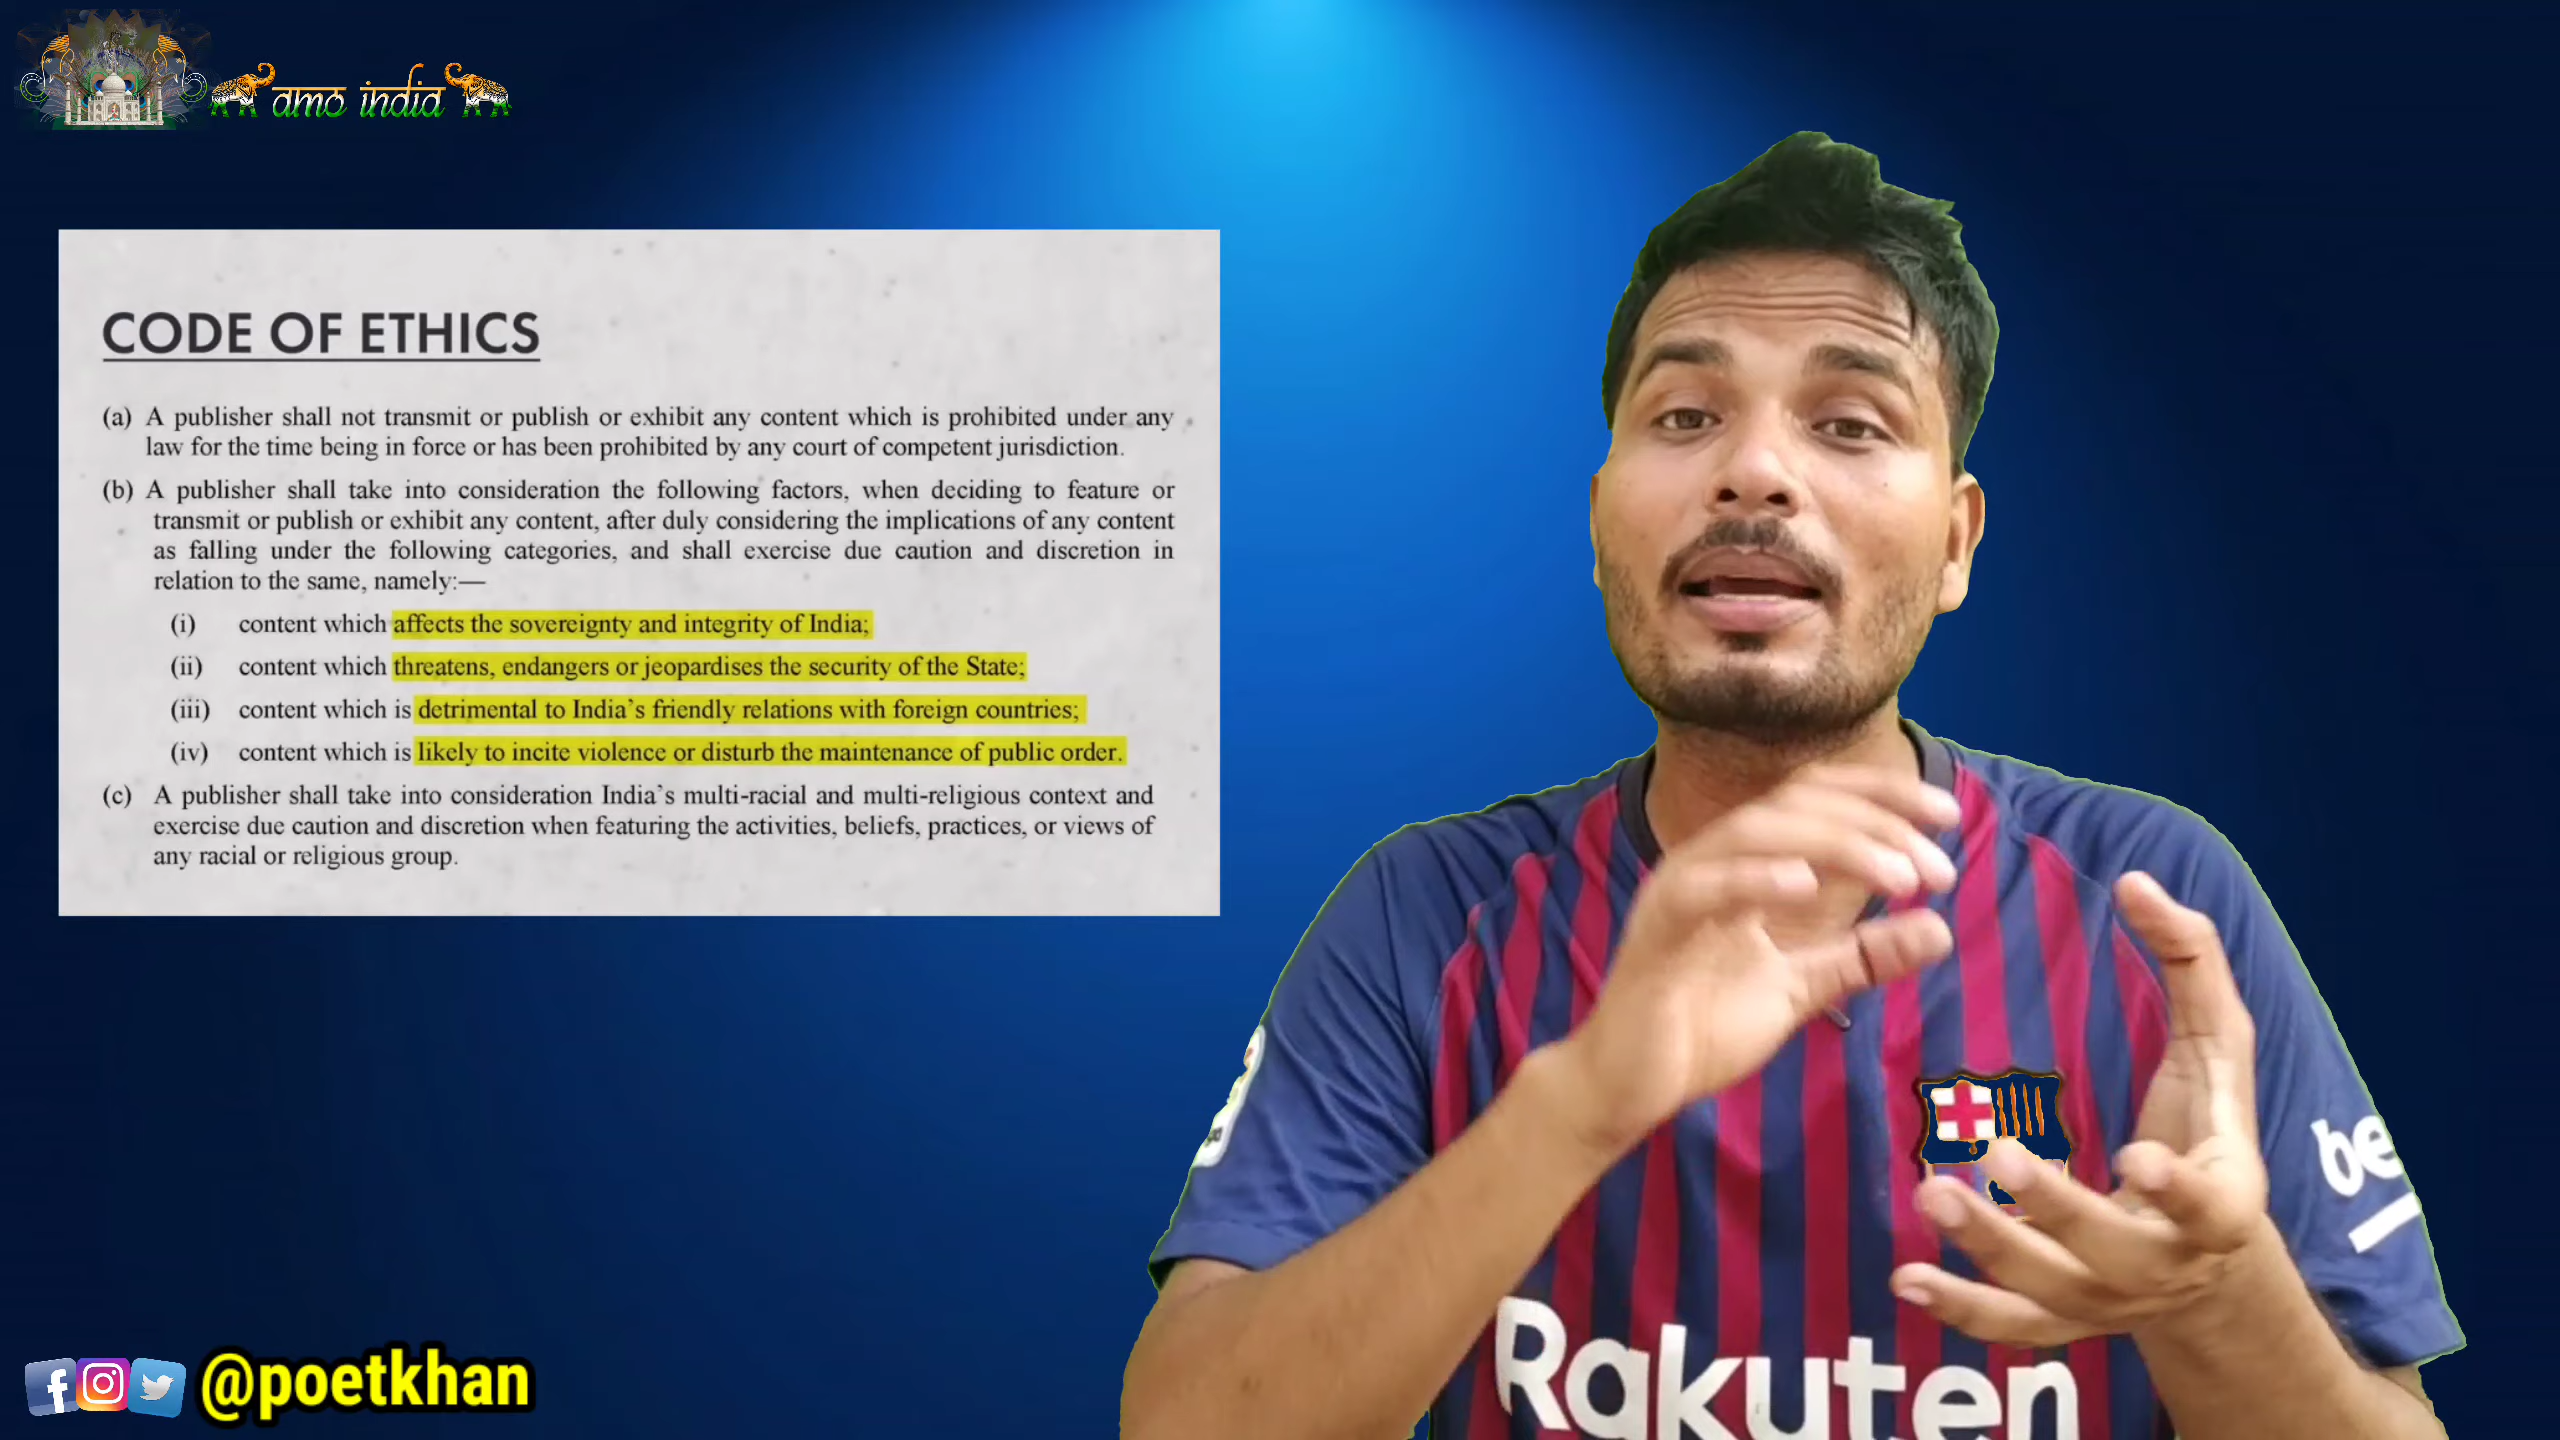 amo india
CODE OF ETHICS
(a) A publisher shall not transmit or publish or exhibit any content which is prohibited under any
law for the time being in force or has been prohibited by any court of competent jurisdiction.
(b) A publisher shall take into consideration the following factors, when deciding to feature or
transmit or publish or exhibit any content, after duly considering the implications of any content
as falling under the following categories, and shall exercise due caution and discretion in
relation to the same, namely:—
(i) content which affects the sovereignty and integrity of India;
(ii) content which threatens, endangers or jeopardises the security of the State;
(iii) content which is detrimental to India's friendly relations with foreign countries;
(iv) content which is likely to incite violence or disturb the maintenance of public order.
(c) A publisher shall take into consideration India's multi-racial and multi-religious context and
exercise due caution and discretion when featuring the activities, beliefs, practices, or views of
any racial or religious group.
be
Rakuten
@poetkhan